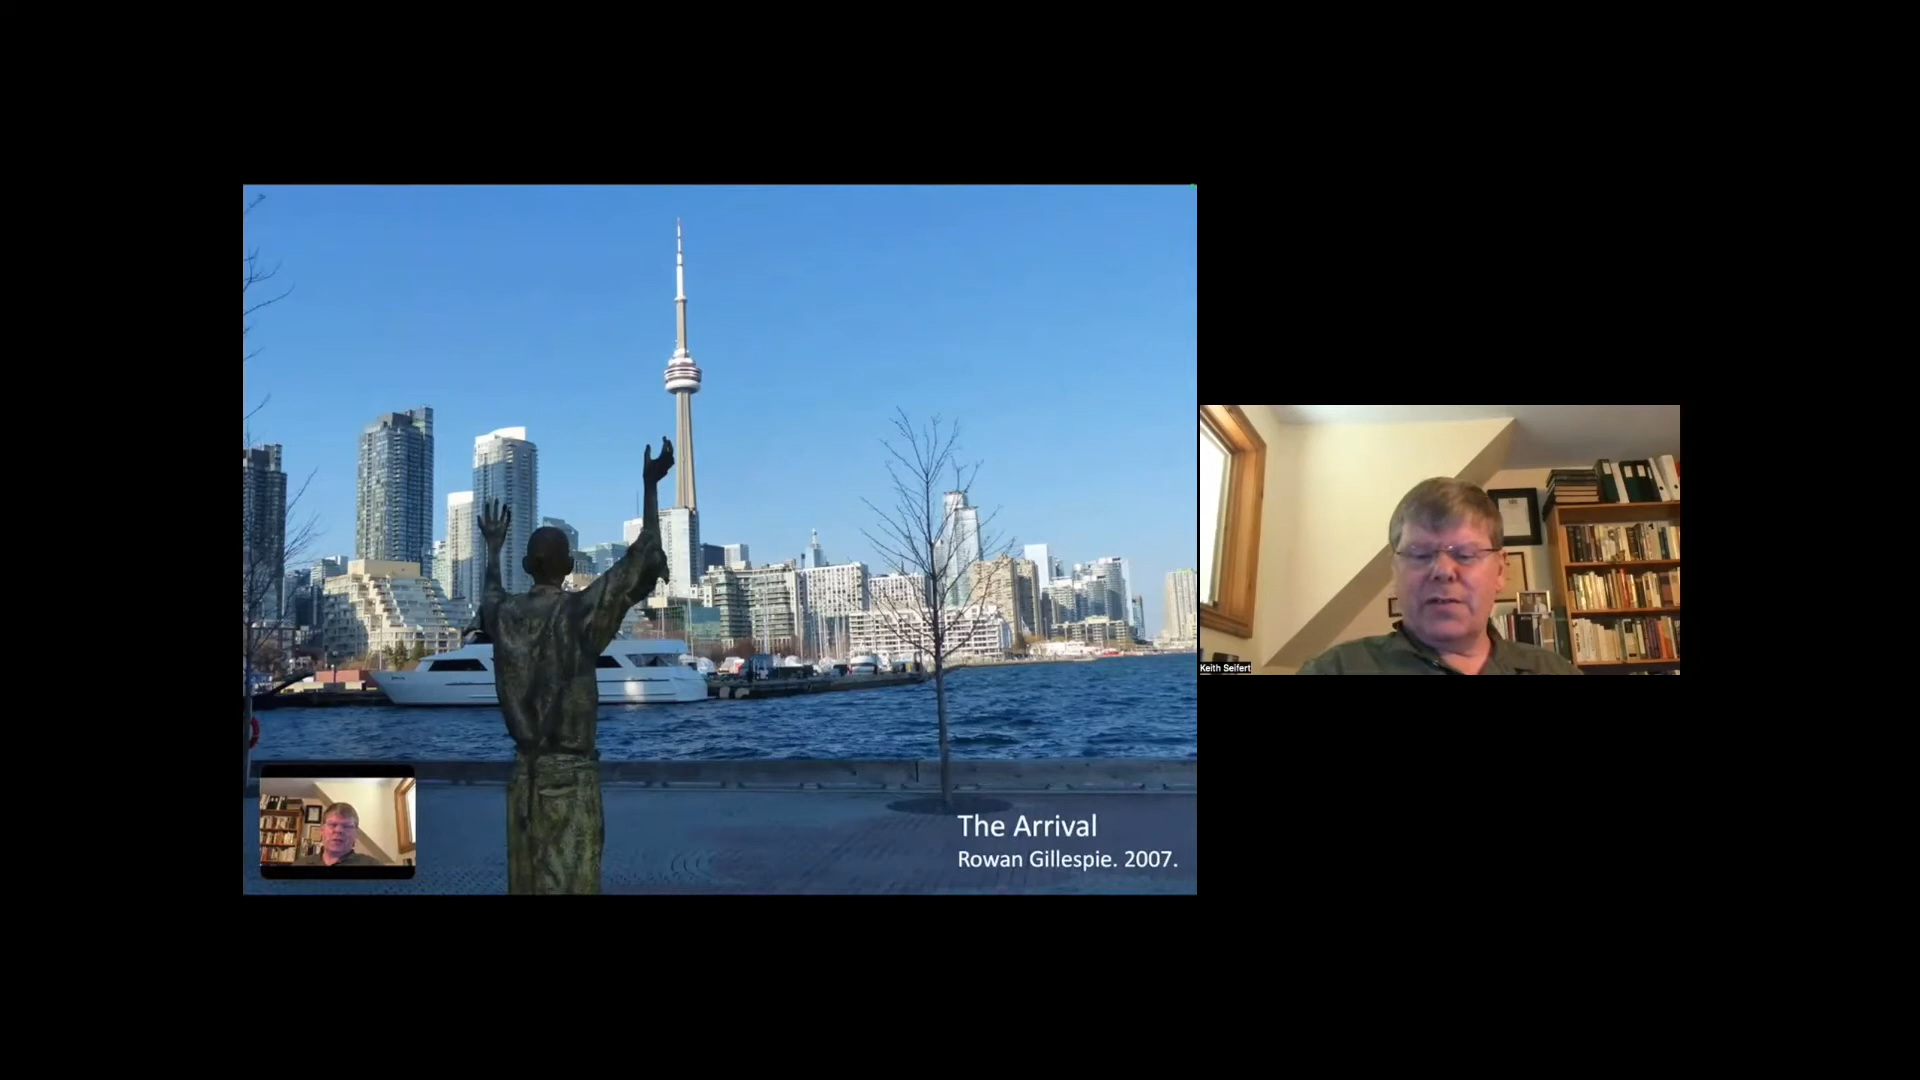 The Arrival
Rowan Gillespie. 2007.
Keith Seifert